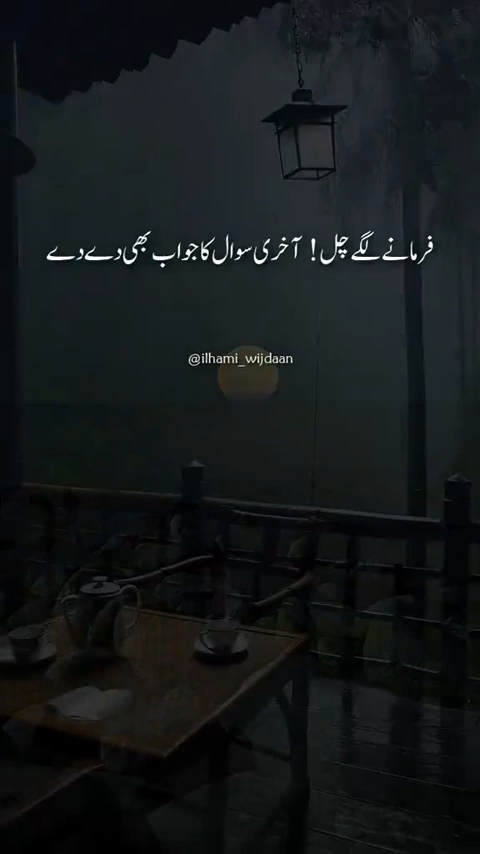 فرمانے لگے چل! آخری سوال کا جواب بھی دے دے
@ilhami_wijdaan